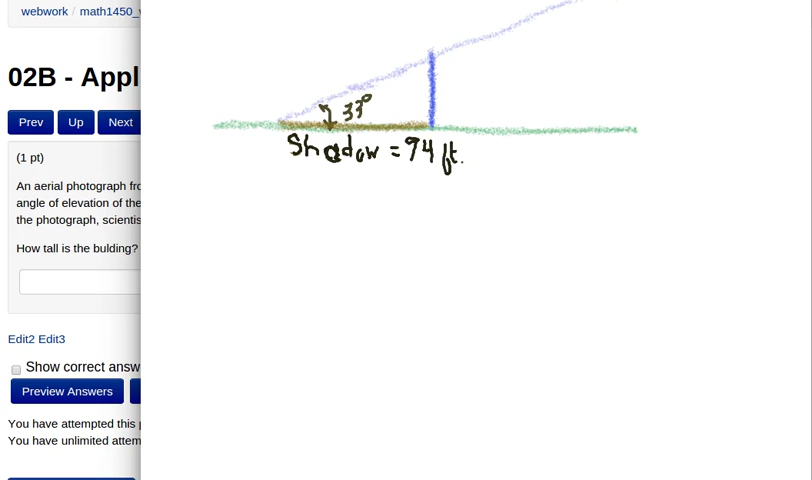 webwork / math1450_
02B - Appl
Prev Up Next
(1 pt)
An aerial photograph fro
angle of elevation of the
the photograph, scientis
How tall is the bulding?
Edit2 Edit3
Show correct answ
Preview Answers
You have attempted this
You have unlimited attem
33°
Shadow = 94 ft.